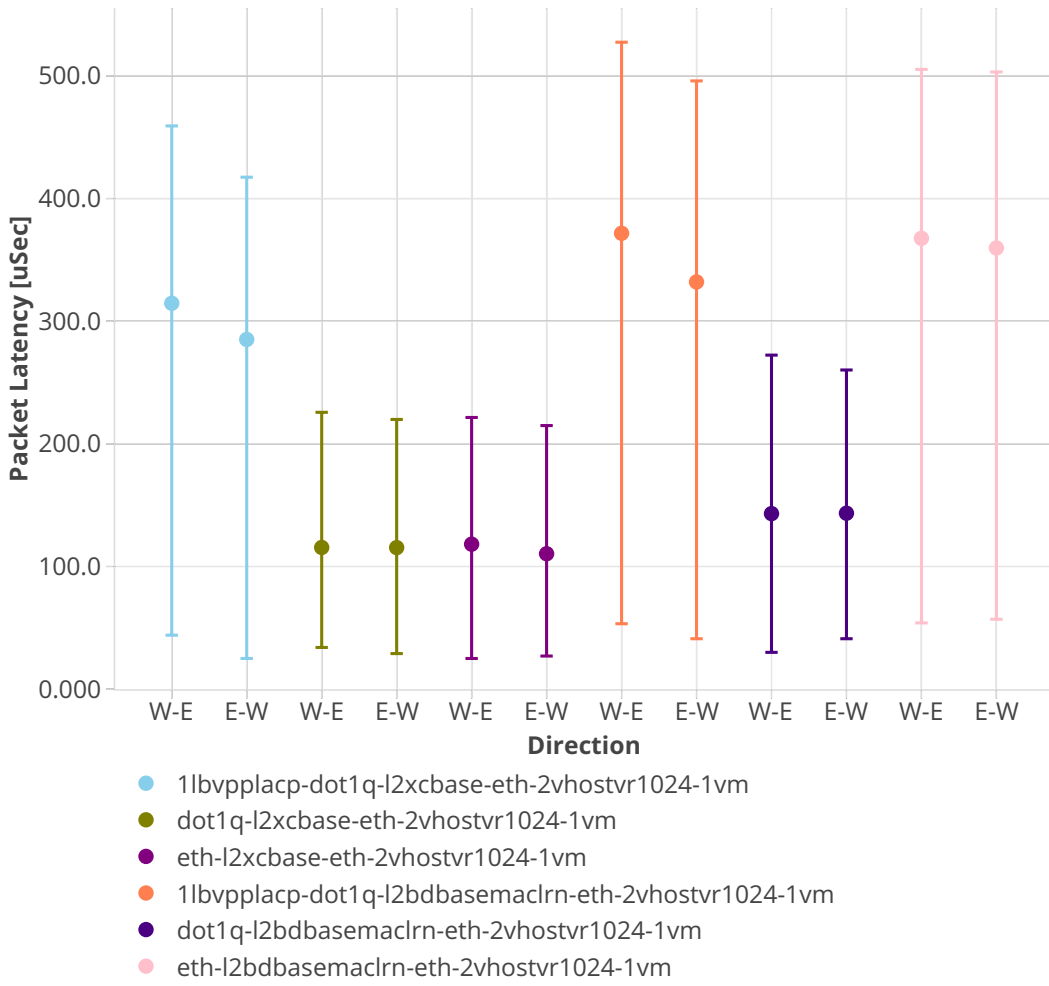 Packet Latency [uSec]
500.0
400.0
300.0
200.0
100.0
0.000
W-E E-W W-E E-W W-E E-W W-E E-W W-E E-W W-E E-W
Direction
1lbvpplacp-dot1q-l2xcbase-eth-2vhostvr1024-1vm
dot1q-l2xcbase-eth-2vhostvr1024-1vm
eth-l2xcbase-eth-2vhostvr1024-1vm
1lbvpplacp-dot1q-l2bdbasemaclrn-eth-2vhostvr1024-1vm
dot1q-l2bdbasemaclrn-eth-2vhostvr1024-1vm
eth-l2bdbasemaclrn-eth-2vhostvr1024-1vm